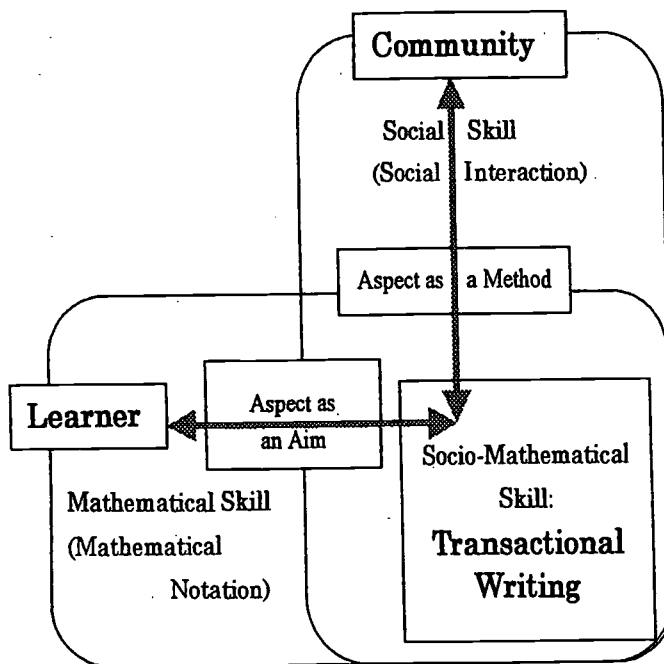 Community
Social Skill
(Social Interaction)
Aspect as a Method
Learner
Aspect as
an Aim
Mathematical Skill
(Mathematical
Notation)
Socio-Mathematical
Skill:
Transactional
Writing